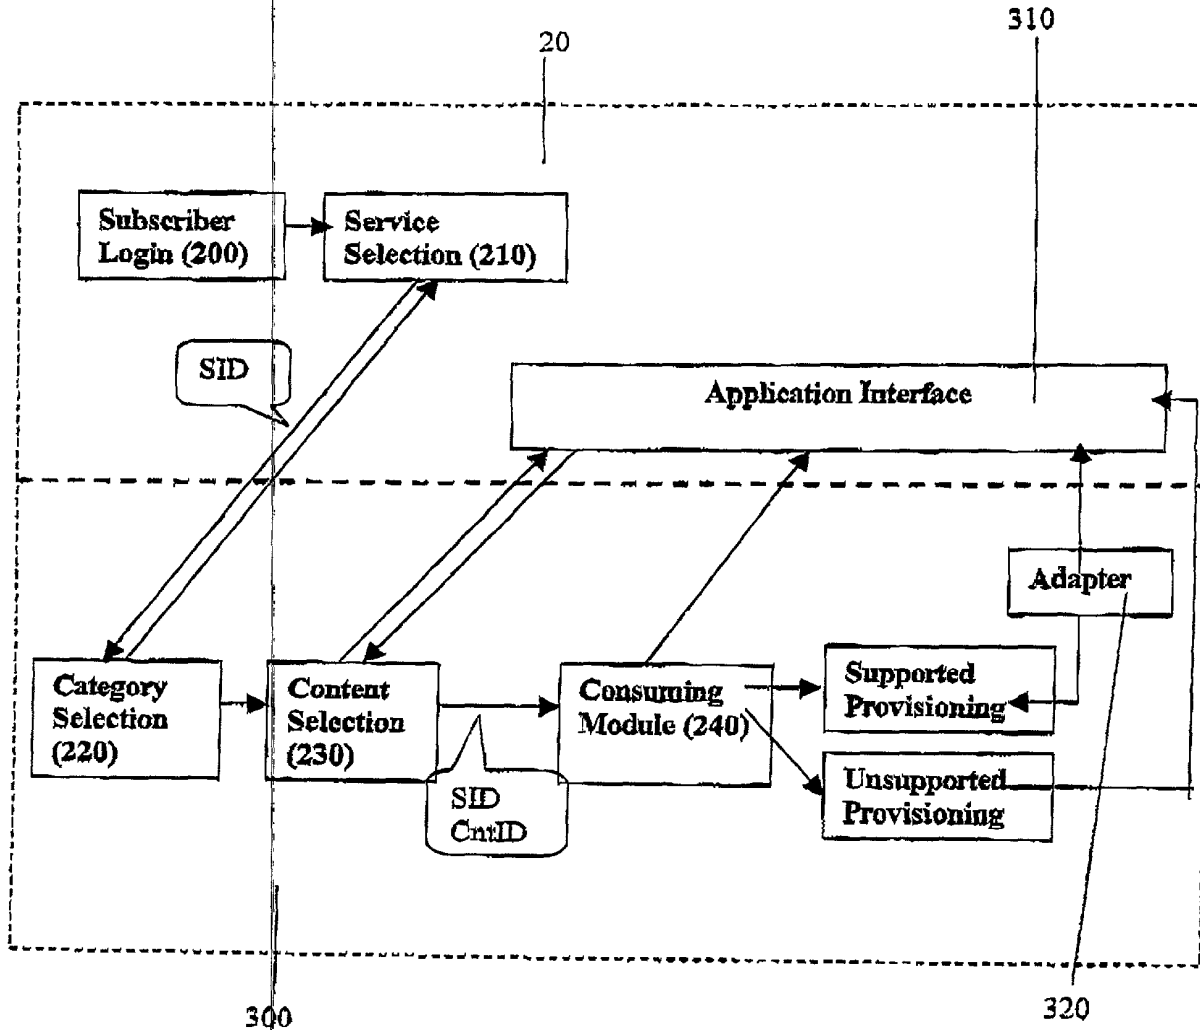 310
20
Subscriber
Login (200)
Service
Selection (210)
SID
Application Interface
Adapter
Category
Selection
(220)
Content
Selection
(230)
Consuming
Module (240)
Supported
Provisioning
Unsupported
Provisioning
SID
CntID
300
320